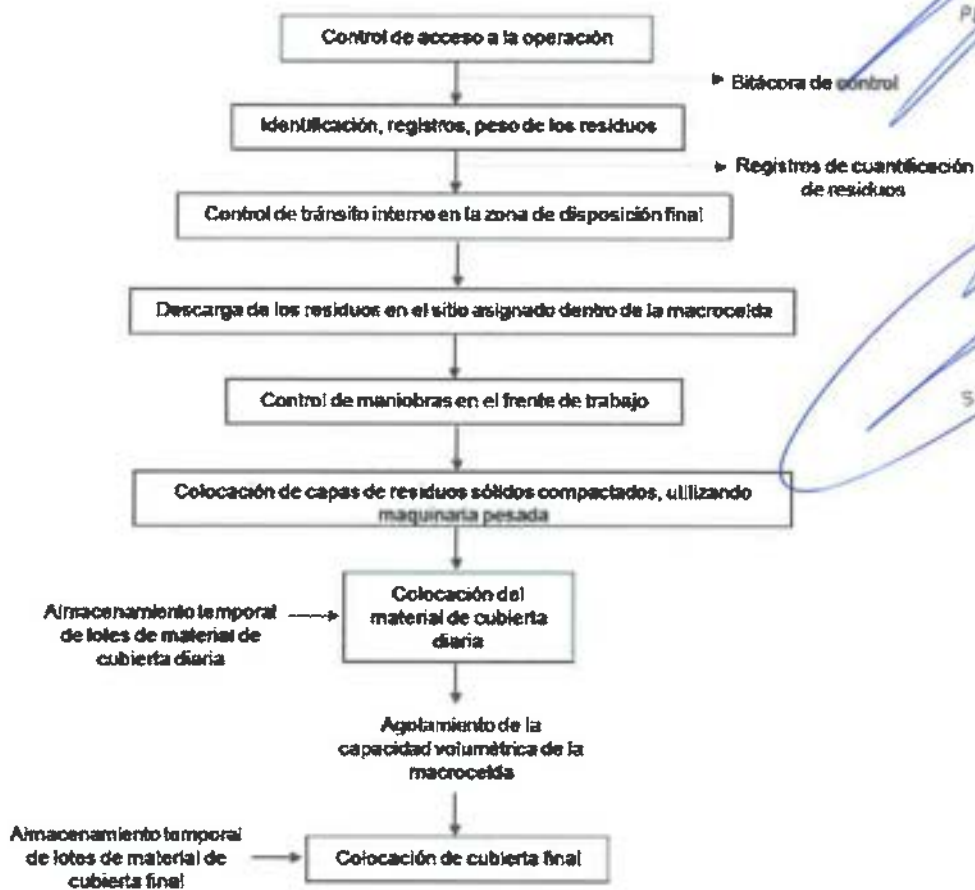 Control de acceso a la operación
Bitácora de control
Identificación, registros, peso de los residuos
Registros de cuantificación
de residuos
Control de tránsito interno en la zona de disposición final
Descarga de los residuos en el sitio asignado dentro de la macrocelda
Control de maniobras en el frente de trabajo
Colocación de capas de residuos sólidos compactados, utilizando
maquinaria pesada
Almacenamiento temporal
de lotes de material de
cubierta diaria
Colocación del
material de cubierta
diaria
Agotamiento de la
capacidad volumétrica de la
macrocelda
Almacenamiento temporal
de lotes de material de
cubierta final
Colocación de cubierta final